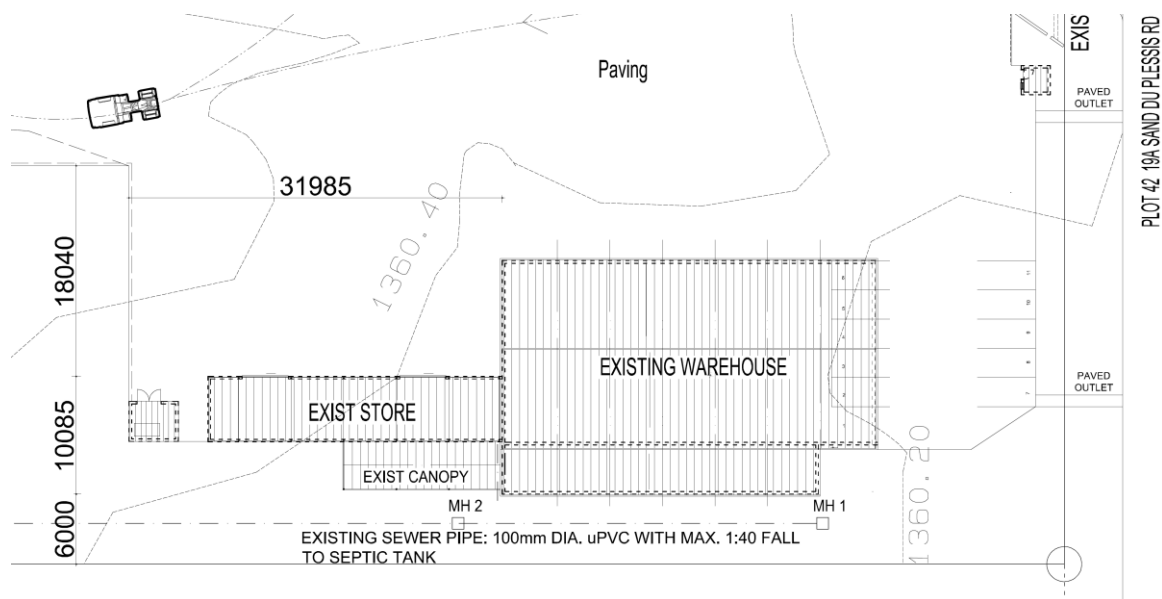 Paving
EXIS
PAVED
OUTLET
PLOT 42 19A SAND DU PLESSIS RD
31985
1360.40
18040
EXISTING WAREHOUSE
PAVED
OUTLET
EXIST STORE
10085
EXIST CANOPY
1360.20
MH 2
MH 1
6000
EXISTING SEWER PIPE: 100mm DIA. uPVC WITH MAX. 1:40 FALL
TO SEPTIC TANK